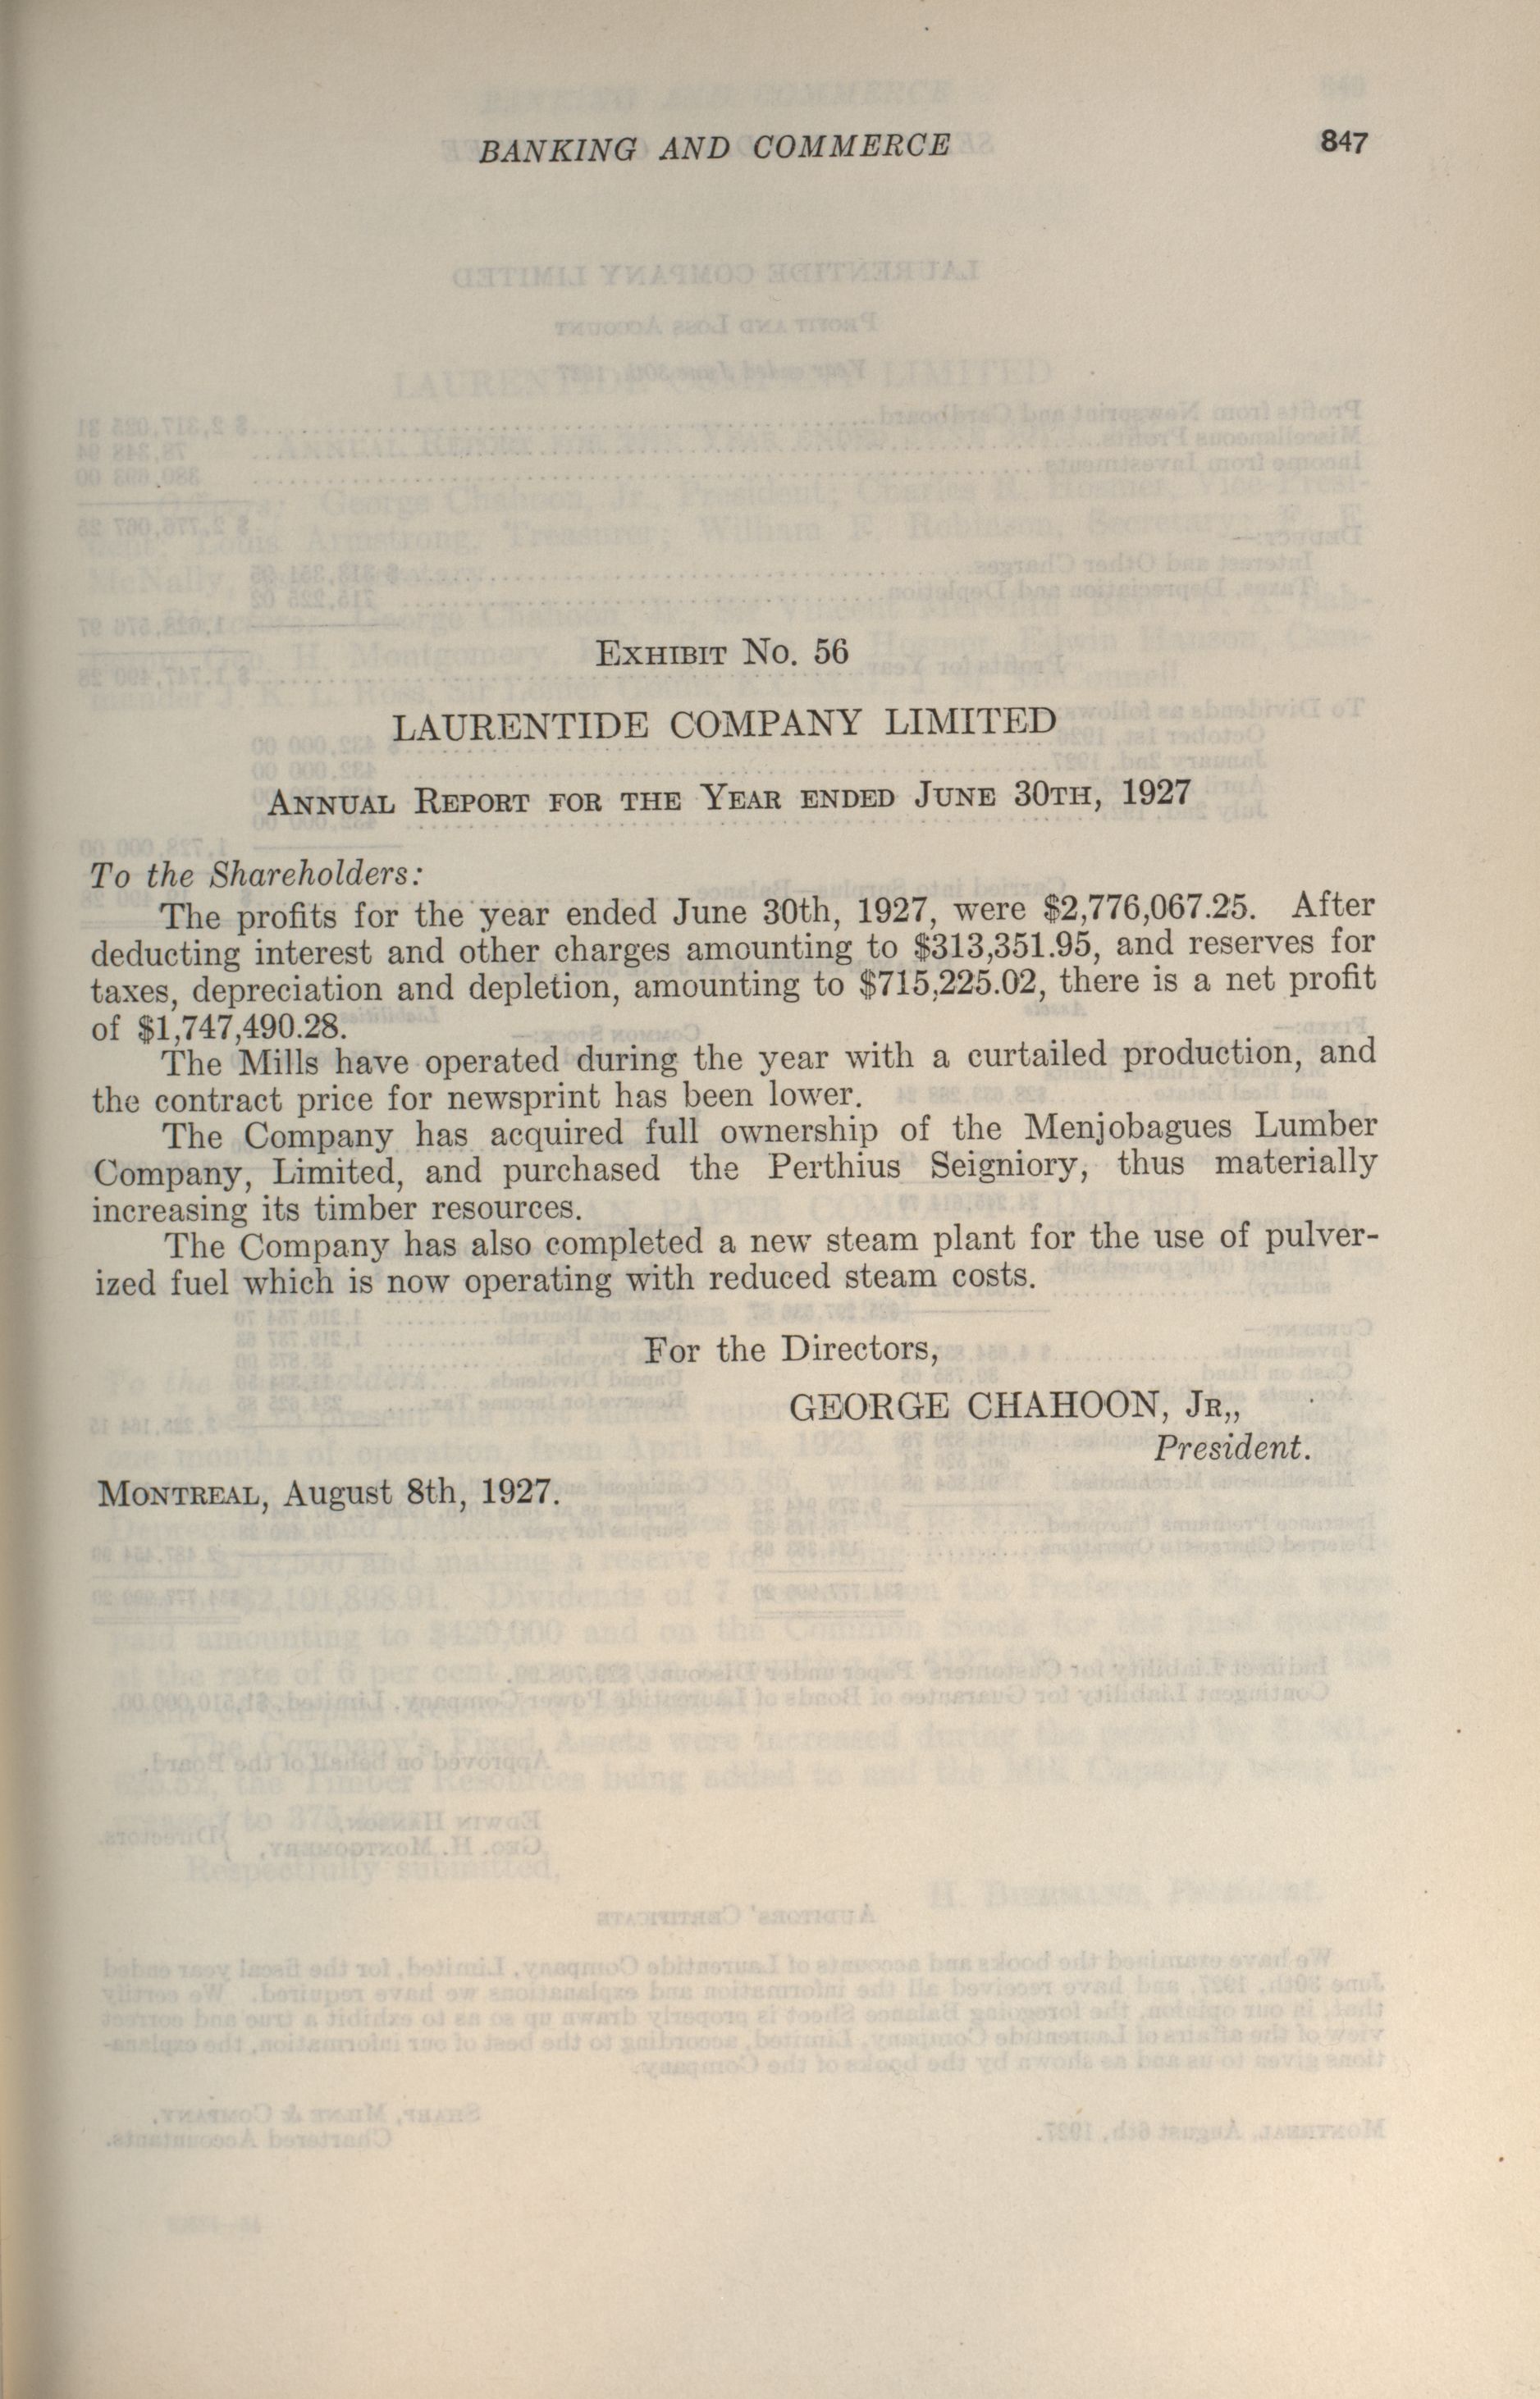 BANKING AND COMMERCE 847
EXHIBIT No. 56
LAURENTIDE COMPANY LIMITED
ANNUAL REPORT FOR THE YEAR ENDED JUNE 30TH, 1927
To the Shareholders:
The profits for the year ended June 30th, 1927, were $2,776,067.25. After
deducting interest and other charges amounting to $313,351.95, and reserves for
taxes, depreciation and depletion, amounting to $715,225.02, there is a net profit
of $1,747,490.28.
The Mills have operated during the year with a curtailed production, and
the contract price for newsprint has been lower.
The Company has acquired full ownership of the Menjobagues Lumber
Company, Limited, and purchased the Perthius Seigniory, thus materially
increasing its timber resources.
The Company has also completed a new steam plant for the use of pulver-
ized fuel which is now operating with reduced steam costs.
For the Directors,
GEORGE CHAHOON, JR,,
President.
MONTREAL, August 8th, 1927.